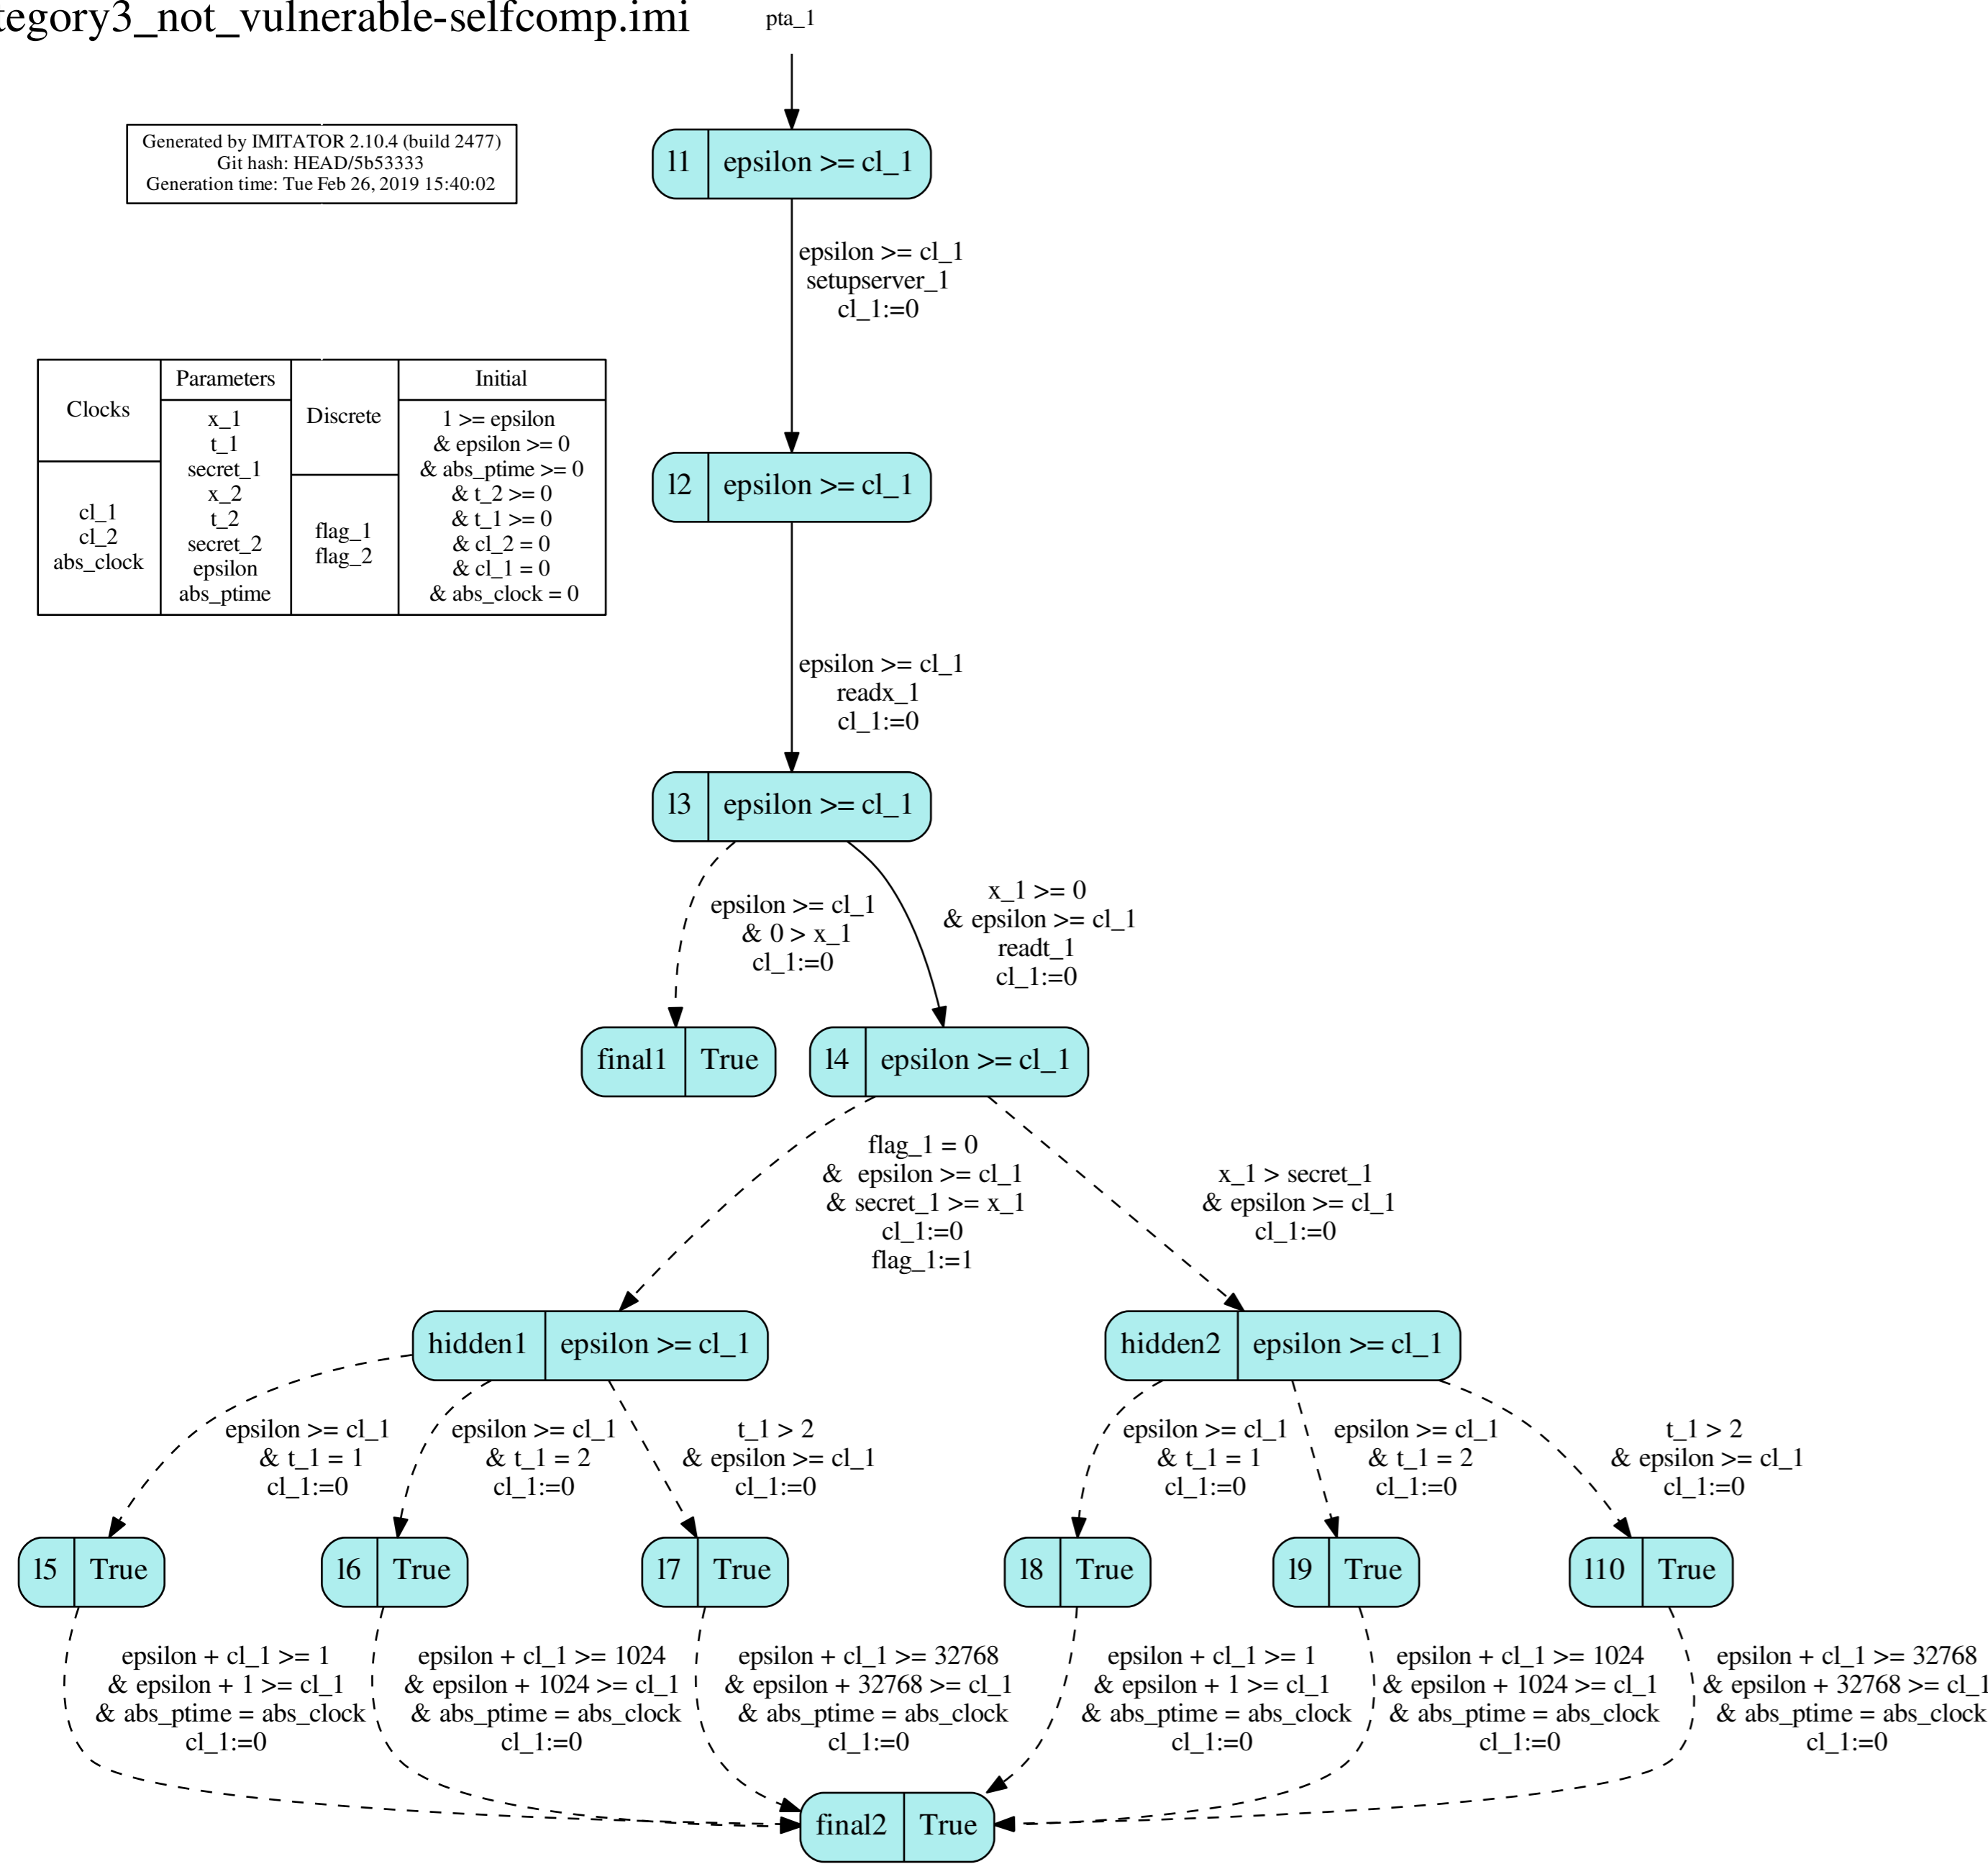 tegory3_not_vulnerable-selfcomp.imi
pta_1
Generated by IMITATOR 2.10.4 (build 2477)
Git hash: HEAD/5b53333
Generation time: Tue Feb 26, 2019 15:40:02
l1 epsilon >= cl_1
epsilon >= cl_1
setupserver_1
cl_1:=0
Clocks
cl_1
cl_2
abs_clock
Parameters
x_1
t_1
secret_1
x_2
t_2
secret_2
epsilon
abs_ptime
Discrete
flag_1
flag_2
Initial
1 >= epsilon
& epsilon >= 0
& abs_ptime >= 0
& t_2 >= 0
& t_1 >= 0
& cl_2 = 0
& cl_1 = 0
& abs_clock = 0
l2 epsilon >= cl_1
epsilon >= cl_1
readx_1
cl_1:=0
l3 epsilon >= cl_1
epsilon >= cl_1
& 0 > x_1
cl_1:=0
x_1 >= 0
& epsilon >= cl_1
readt_1
cl_1:=0
final1 True
l4 epsilon >= cl_1
flag_1 = 0
& epsilon >= cl_1
& secret_1 >= x_1
cl_1:=0
flag_1:=1
x_1 > secret_1
& epsilon >= cl_1
cl_1:=0
hidden1 epsilon >= cl_1
hidden2 epsilon >= cl_1
epsilon >= cl_1
& t_1 = 1
cl_1:=0
epsilon >= cl_1
& t_1 = 2
cl_1:=0
t_1 > 2
& epsilon >= cl_1
cl_1:=0
epsilon >= cl_1
& t_1 = 1
cl_1:=0
epsilon >= cl_1
& t_1 = 2
cl_1:=0
t_1 > 2
& epsilon >= cl_1
cl_1:=0
l5 True
l6 True
l7 True
l8 True
l9 True
l10 True
epsilon + cl_1 >= 1
& epsilon + 1 >= cl_1
& abs_ptime = abs_clock
cl_1:=0
epsilon + cl_1 >= 1024
& epsilon + 1024 >= cl_1
& abs_ptime = abs_clock
cl_1:=0
epsilon + cl_1 >= 32768
& epsilon + 32768 >= cl_1
& abs_ptime = abs_clock
cl_1:=0
epsilon + cl_1 >= 1
& epsilon + 1 >= cl_1
& abs_ptime = abs_clock
cl_1:=0
epsilon + cl_1 >= 1024
& epsilon + 1024 >= cl_1
& abs_ptime = abs_clock
cl_1:=0
epsilon + cl_1 >= 32768
& epsilon + 32768 >= cl_1
& abs_ptime = abs_clock
cl_1:=0
final2 True